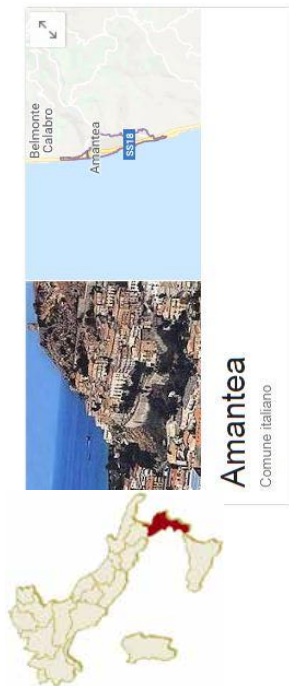 Belmonte
Calabro
Amantea
SS18
Amantea
Comune italiano